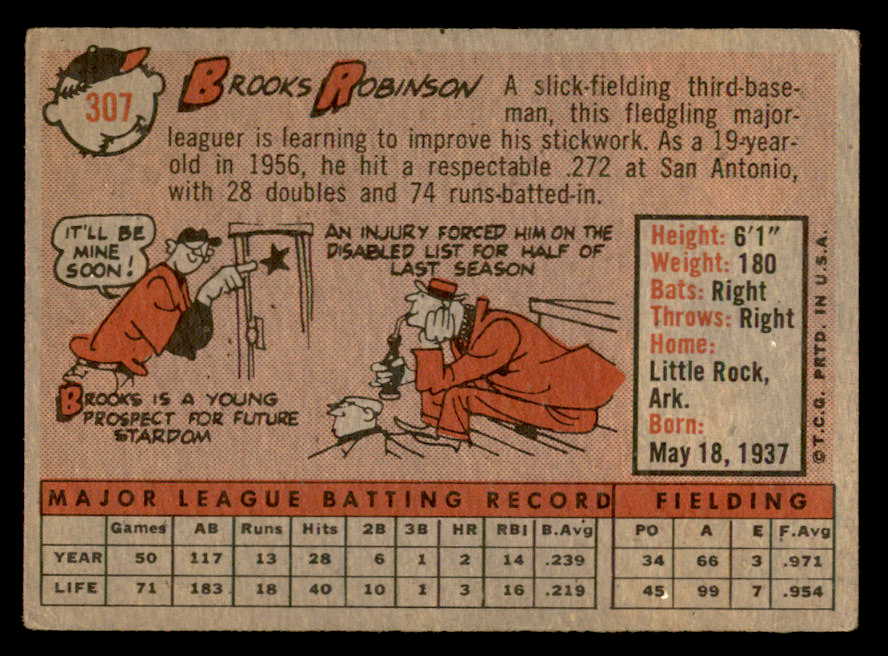 307
BROOKS ROBINSON
A slick-fielding third-base-
man, this fledgling major-
leaguer is learning to improve his stickwork. As a 19-year-
old in 1956, he hit a respectable .272 at San Antonio,
with 28 doubles and 74 runs-batted-in.
IT'LL BE
MINE
SOON!
BROOKS IS A YOUNG
PROSPECT FOR FUTURE
STARDOM
AN INJURY FORCED HIM ON THE
DISABLED LIST FOR HALF OF
LAST SEASON
Height: 6'1"
Weight: 180
Bats: Right
Throws: Right
Home:
Little Rock,
Ark.
Born:
May 18, 1937
© T.C.G. PRTD. IN U.S.A.
MAJOR LEAGUE BATTING RECORD FIELDING
Games AB Runs Hits 2B 3B HR RBI B.Avg PO A E F.Avg
YEAR 50 117 13 28 6 1 2 14 .239 34 66 3 .971
LIFE 71 183 18 40 10 1 3 16 .219 45 99 7 .954